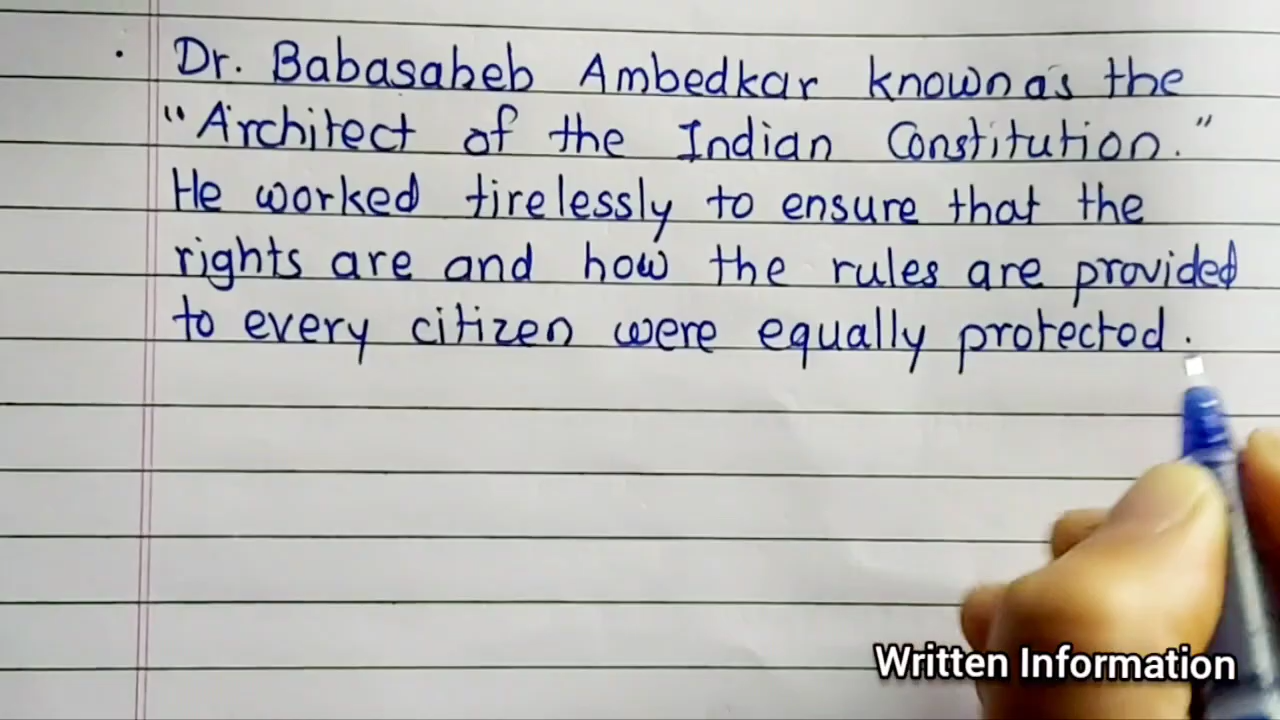 Dr. Babasaheb Ambedkar known as the
"Architect of the Indian Constitution."
He worked tirelessly to ensure that the
rights are and how the rules are provided
to every citizen were equally protectod.
Written Information